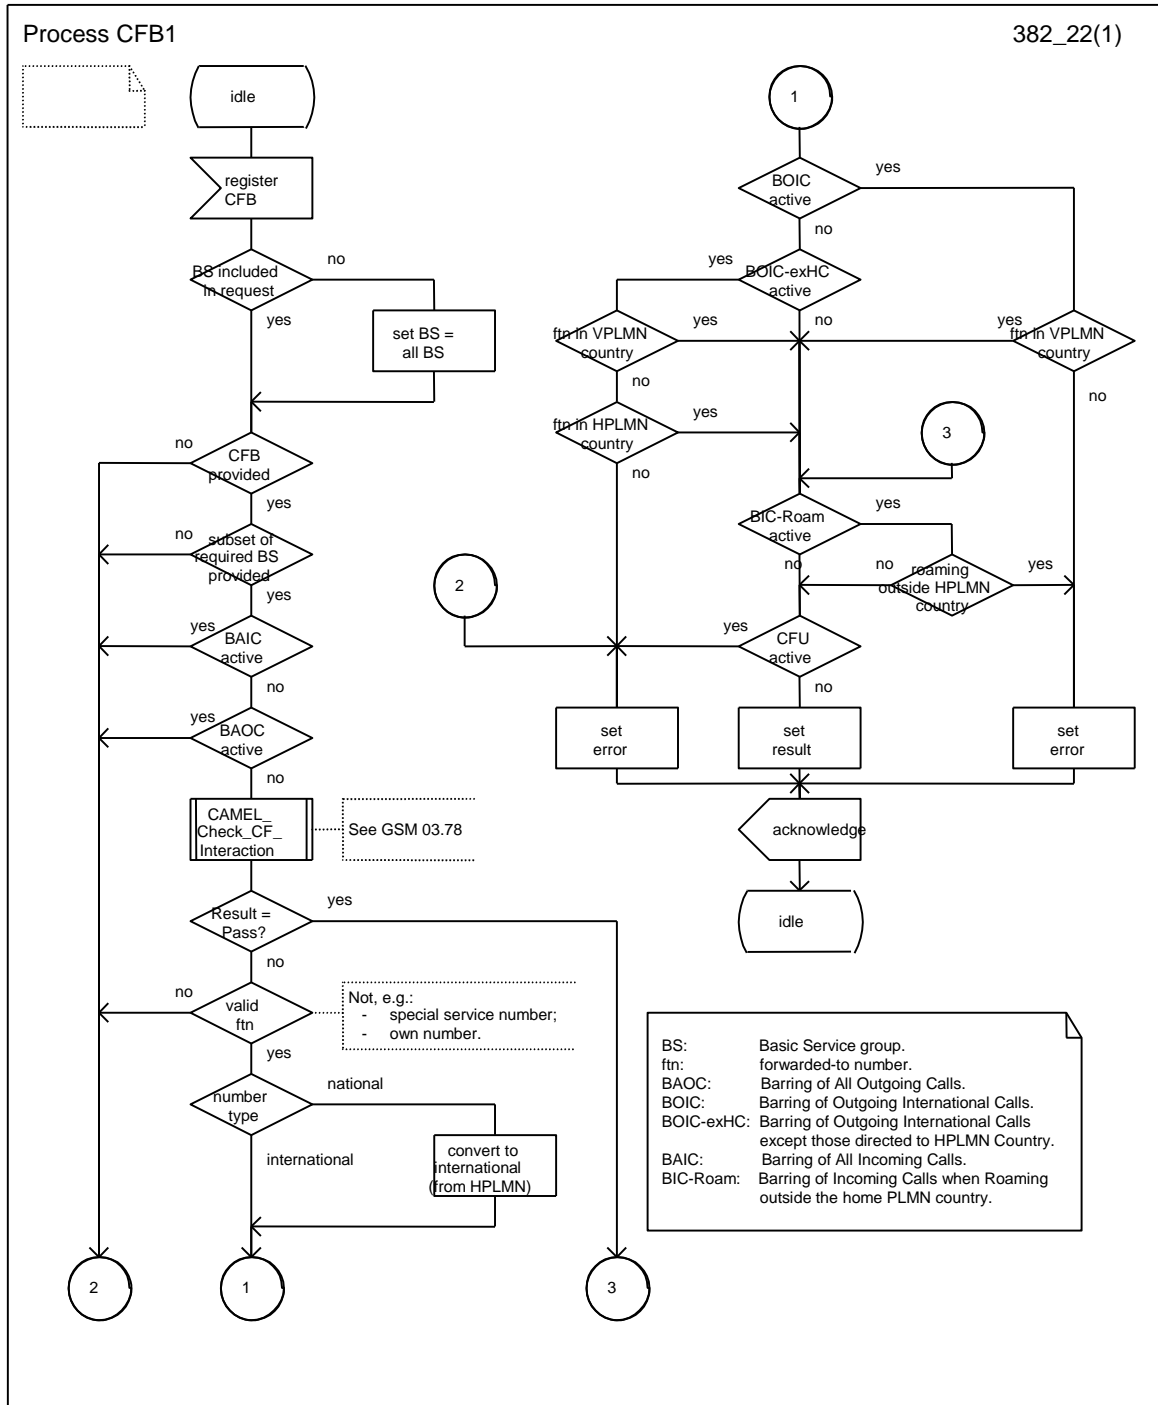 Process CFB1
382_22(1)
idle
register
CFB
BS included
in request
no
yes
set BS =
all BS
no
CFB
provided
yes
no
subset of
required BS
provided
yes
yes
BAIC
active
no
yes
BAOC
active
no
CAMEL_
Check_CF_
Interaction
See GSM 03.78
Result =
Pass?
yes
no
no
valid
ftn
Not, e.g.:
- special service number;
- own number.
yes
number
type
national
international
convert to
international
(from HPLMN)
2
1
3
1
BOIC
active
yes
no
yes
BOIC-exHC
active
no
ftn in VPLMN
country
yes
no
yes
ftn in VPLMN
country
no
ftn in HPLMN
country
yes
no
3
BIC-Roam
active
yes
no
no
roaming
outside HPLMN
country
yes
2
yes
CFU
active
no
set
error
set
result
set
error
acknowledge
idle
BS: Basic Service group.
ftn: forwarded-to number.
BAOC: Barring of All Outgoing Calls.
BOIC: Barring of Outgoing International Calls.
BOIC-exHC: Barring of Outgoing International Calls
except those directed to HPLMN Country.
BAIC: Barring of All Incoming Calls.
BIC-Roam: Barring of Incoming Calls when Roaming
outside the home PLMN country.